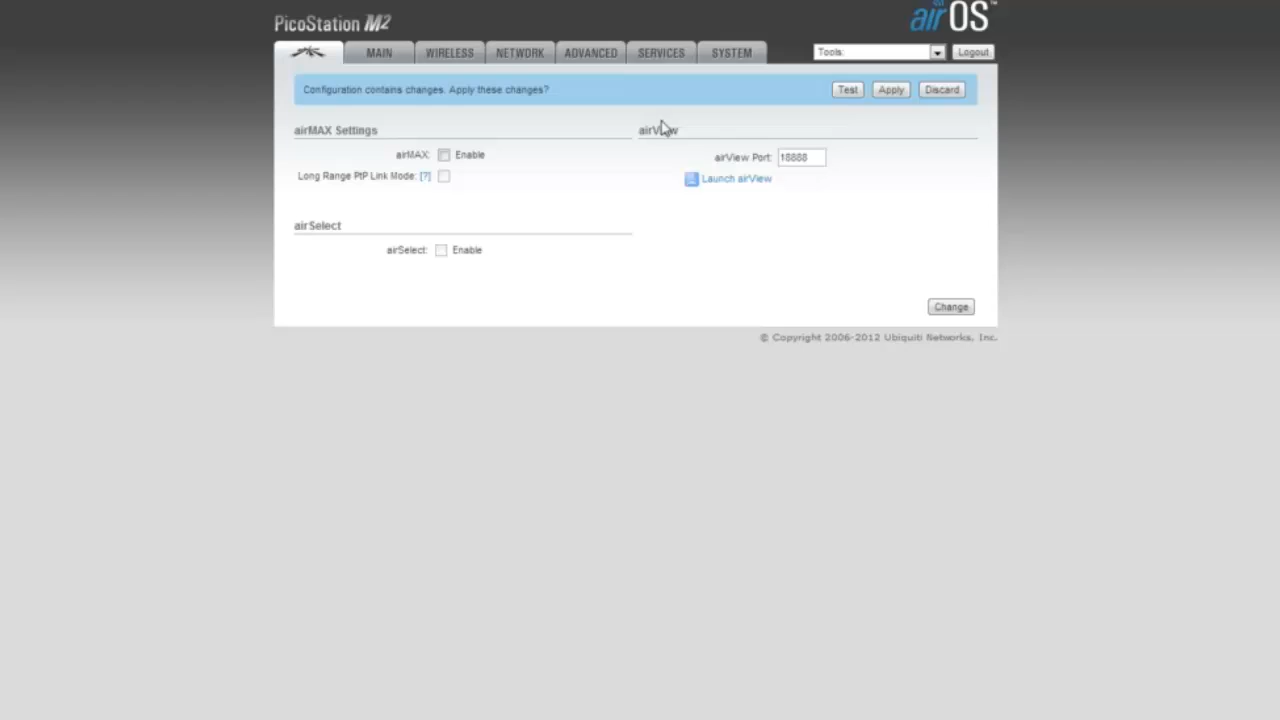 PicoStation M2
airOS™
MAIN WIRELESS NETWORK ADVANCED SERVICES SYSTEM
Tools: Logout
Configuration contains changes. Apply these changes? Test Apply Discard
airMAX Settings
airMAX: Enable
Long Range PtP Link Mode: [?]
airView
airView Port: 18888
Launch airView
airSelect
airSelect: Enable
Change
© Copyright 2006-2012 Ubiquiti Networks, Inc.